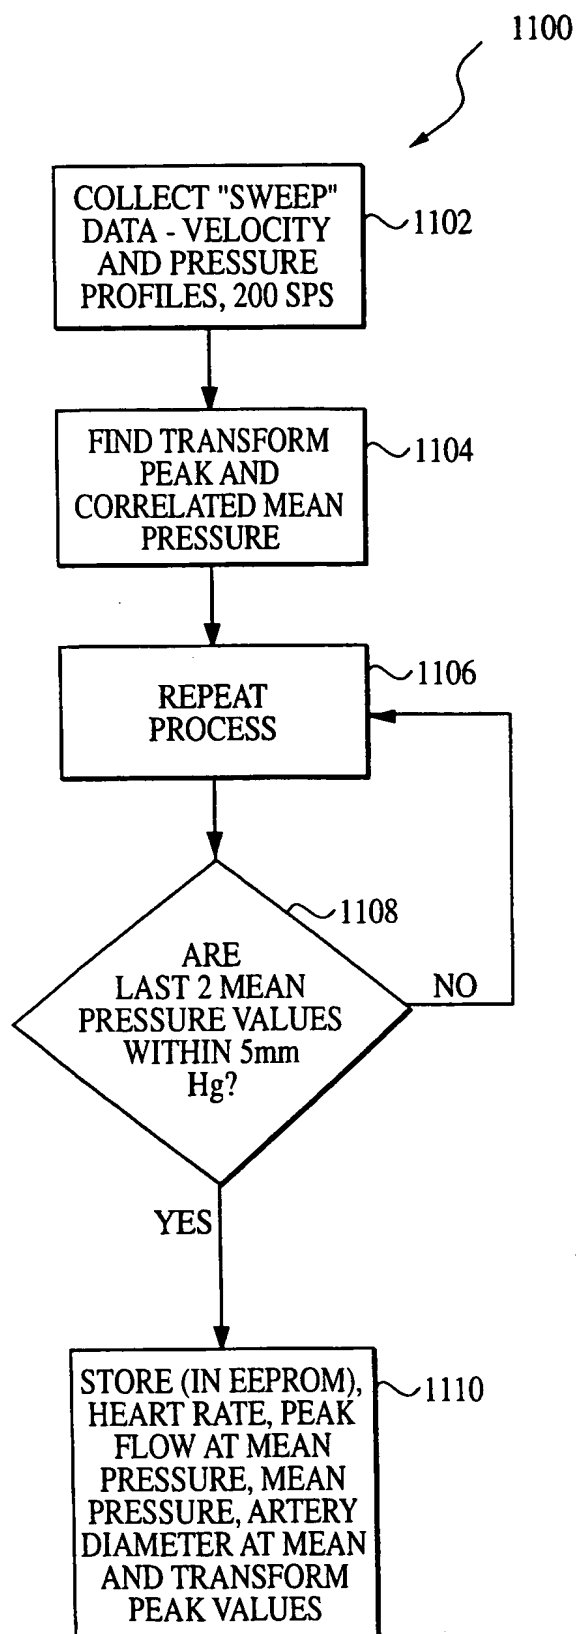 1100
COLLECT "SWEEP"
DATA - VELOCITY
AND PRESSURE
PROFILES, 200 SPS
1102
FIND TRANSFORM
PEAK AND
CORRELATED MEAN
PRESSURE
1104
REPEAT
PROCESS
1106
ARE
LAST 2 MEAN
PRESSURE VALUES
WITHIN 5mm
Hg?
1108
NO
YES
STORE (IN EEPROM),
HEART RATE, PEAK
FLOW AT MEAN
PRESSURE, MEAN
PRESSURE, ARTERY
DIAMETER AT MEAN
AND TRANSFORM
PEAK VALUES
1110